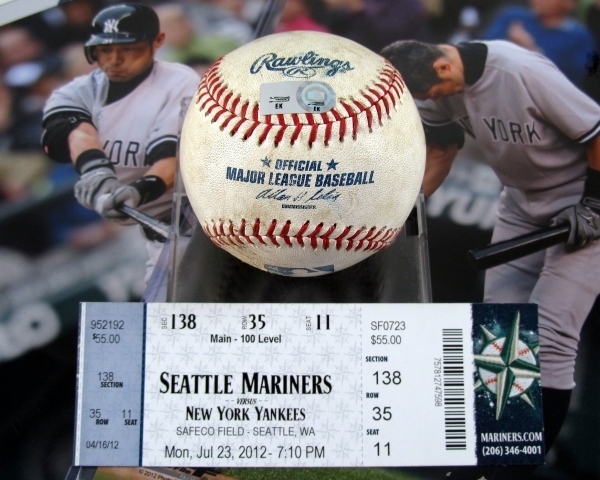 Rawlings
EK
EK
OFFICIAL
MAJOR LEAGUE BASEBALL
COMMISSIONER
YORK
YORK
952192
$55.00
138
SECTION
35 11
ROW SEAT
04/16/12
SEC 138 ROW 35 SEAT 11
Main - 100 Level
SEATTLE MARINERS
VERSUS
NEW YORK YANKEES
SAFECO FIELD - SEATTLE, WA
Mon, Jul 23, 2012- 7:10 PM
SF0723
$55.00
SECTION
138
ROW
35
SEAT
11
MARINERS.COM
(206) 346-4001